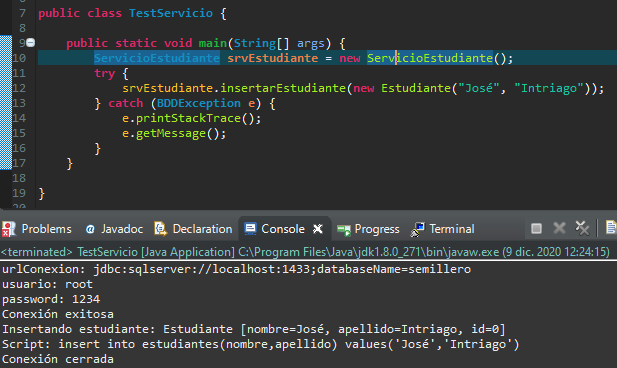 7 public class TestServicio {
8
9 public static void main(String[] args) {
10 ServicioEstudiante srvEstudiante = new ServicioEstudiante();
11 try {
12 srvEstudiante.insertarEstudiante(new Estudiante("José", "Intriago"));
13 } catch (BDDException e) {
14 e.printStackTrace();
15 e.getMessage();
16 }
17 }
18
19 }
Problems @ Javadoc Declaration Console Progress Terminal
<terminated> TestServicio [Java Application] C:\Program Files\Java\jdk1.8.0_271\bin\javaw.exe (9 dic. 2020 12:24:15)
urlConexion: jdbc:sqlserver://localhost:1433;databaseName=semillero
usuario: root
password: 1234
Conexión exitosa
Insertando estudiante: Estudiante [nombre=José, apellido=Intriago, id=0]
Script: insert into estudiantes(nombre,apellido) values('José','Intriago')
Conexión cerrada